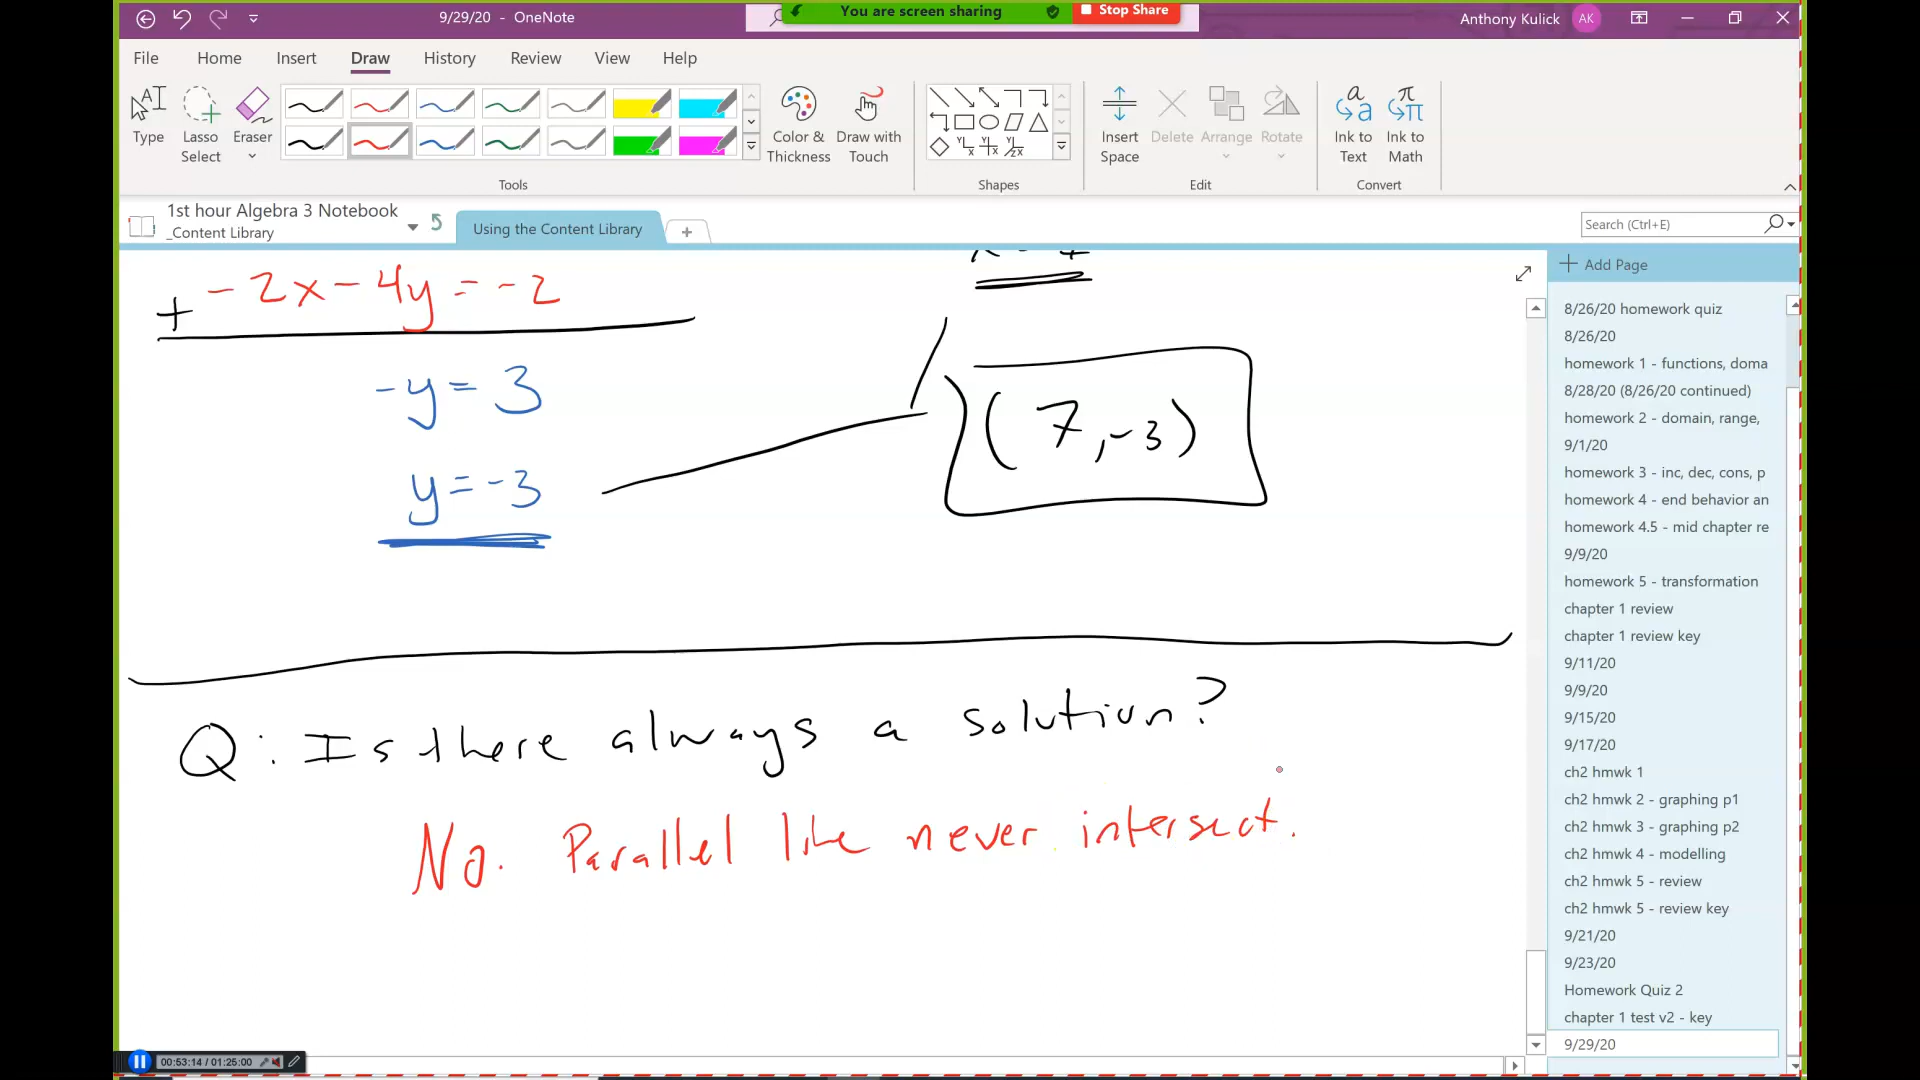 9/29/20 - OneNote
You are screen sharing
Stop Share
Anthony Kulick
AK
File Home Insert Draw History Review View Help
Type
Lasso Select
Eraser
Color & Thickness
Draw with Touch
Insert Space
Delete
Arrange
Rotate
Ink to Text
Ink to Math
Tools
Shapes
Edit
Convert
1st hour Algebra 3 Notebook
_Content Library
Using the Content Library
Search (Ctrl+E)
+ -2x - 4y = -2
-y = 3
y = -3
(7, -3)
Q: Is there always a solution?
No. Parallel line never intersect.
Add Page
8/26/20 homework quiz
8/26/20
homework 1 - functions, doma
8/28/20 (8/26/20 continued)
homework 2 - domain, range,
9/1/20
homework 3 - inc, dec, cons, p
homework 4 - end behavior an
homework 4.5 - mid chapter re
9/9/20
homework 5 - transformation
chapter 1 review
chapter 1 review key
9/11/20
9/9/20
9/15/20
9/17/20
ch2 hmwk 1
ch2 hmwk 2 - graphing p1
ch2 hmwk 3 - graphing p2
ch2 hmwk 4 - modelling
ch2 hmwk 5 - review
ch2 hmwk 5 - review key
9/21/20
9/23/20
Homework Quiz 2
chapter 1 test v2 - key
9/29/20
00:53:14 / 01:25:00